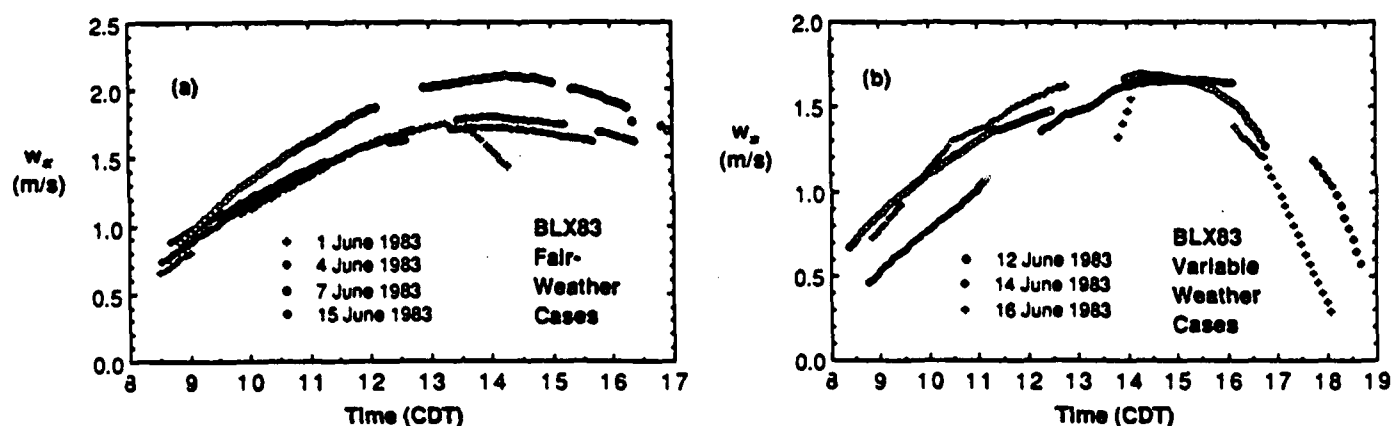 2.5
2.0
1.5
1.0
0.5
0.0
(a)
w*
(m/s)
1 June 1983
4 June 1983
7 June 1983
15 June 1983
BLX83
Fair-
Weather
Cases
8 9 10 11 12 13 14 15 16 17
Time (CDT)
2.0
1.5
1.0
0.5
0.0
(b)
w*
(m/s)
12 June 1983
14 June 1983
16 June 1983
BLX83
Variable
Weather
Cases
8 9 10 11 12 13 14 15 16 17 18 19
Time (CDT)